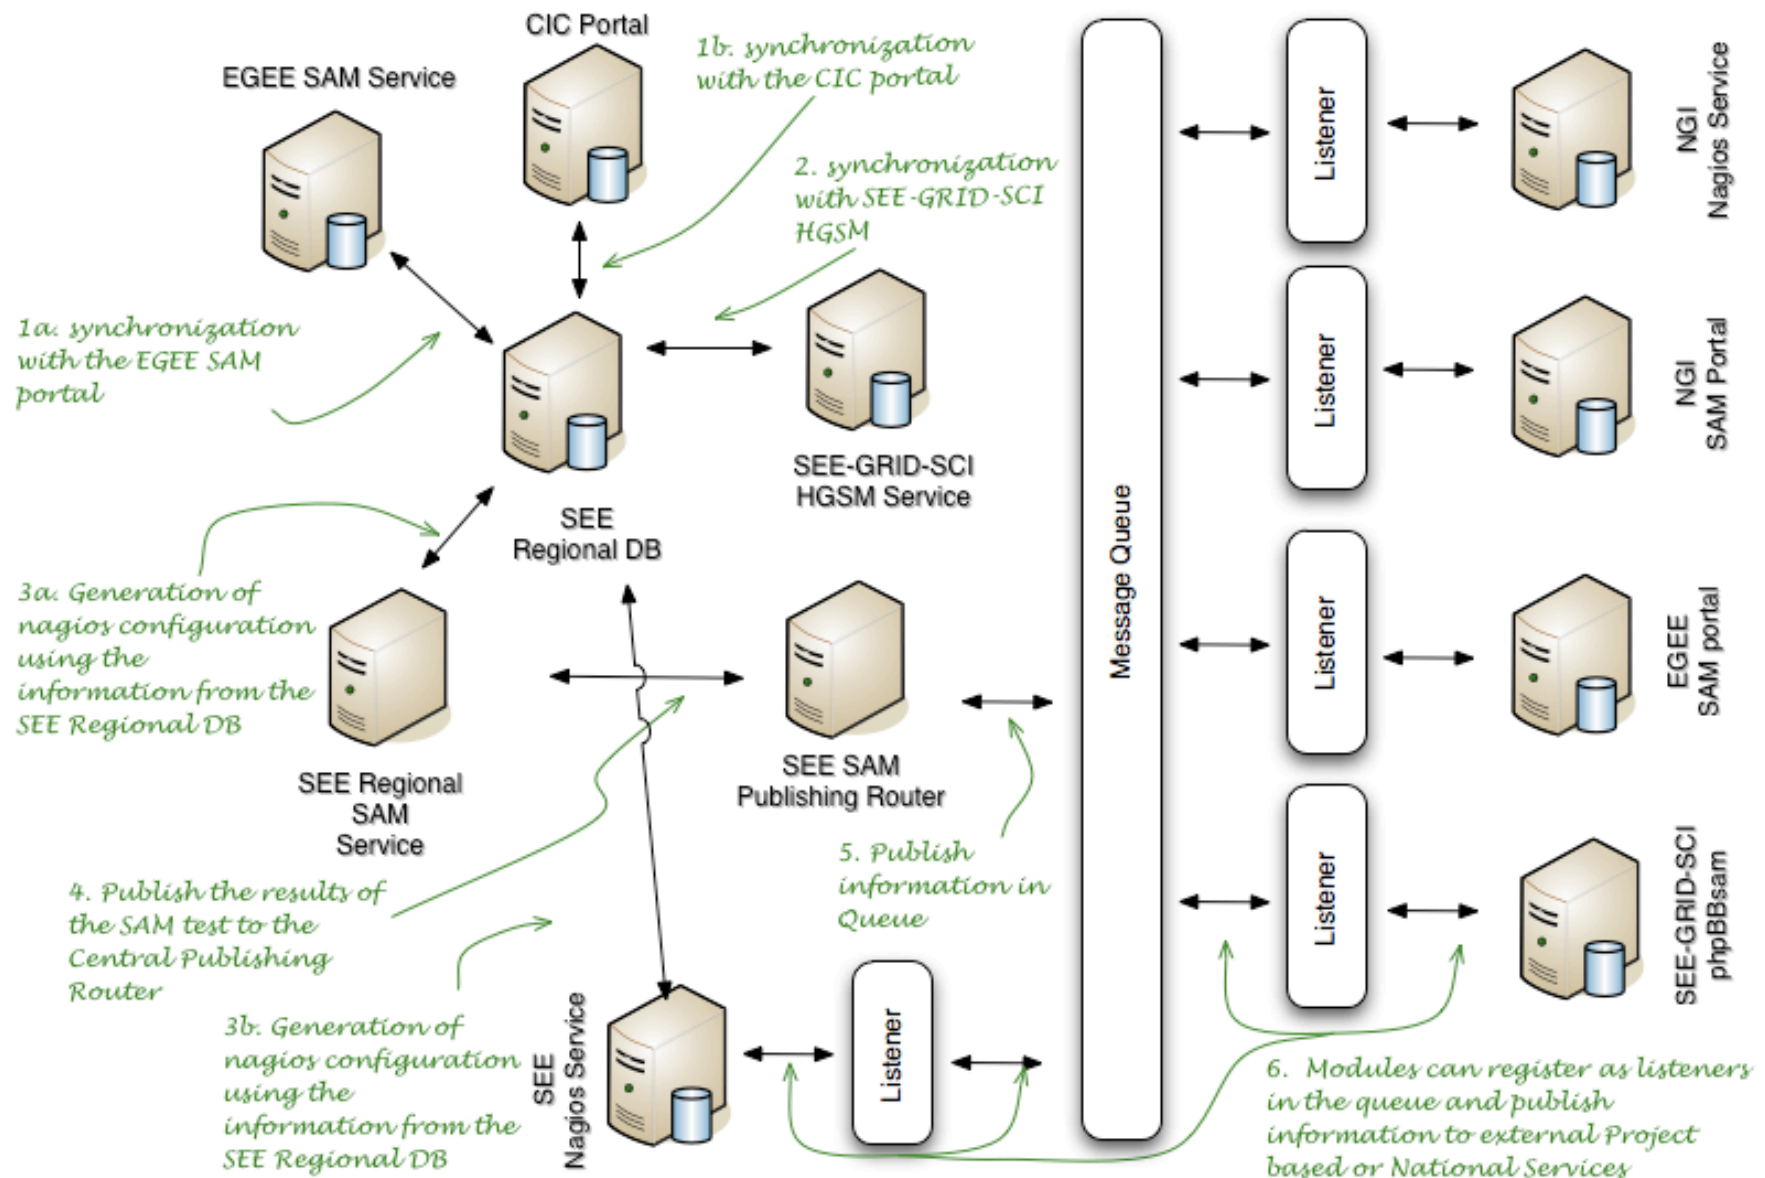 CIC Portal
EGEE SAM Service
1b. synchronization
with the CIC portal
2. synchronization
with SEE-GRID-SCI
HGSM
1a. synchronization
with the EGEE SAM
portal
SEE-GRID-SCI
HGSM Service
SEE
Regional DB
3a. Generation of
nagios configuration
using the
information from the
SEE Regional DB
SEE Regional
SAM
Service
SEE SAM
Publishing Router
4. Publish the results of
the SAM test to the
Central Publishing
Router
5. Publish
information in
Queue
3b. Generation of
nagios configuration
using the
information from the
SEE Regional DB
SEE
Nagios Service
Listener
Message Queue
Listener
NGI
Nagios Service
Listener
NGI
SAM Portal
Listener
EGEE
SAM portal
Listener
SEE-GRID-SCI
phpBBsam
6. Modules can register as listeners
in the queue and publish
information to external Project
based or National Services